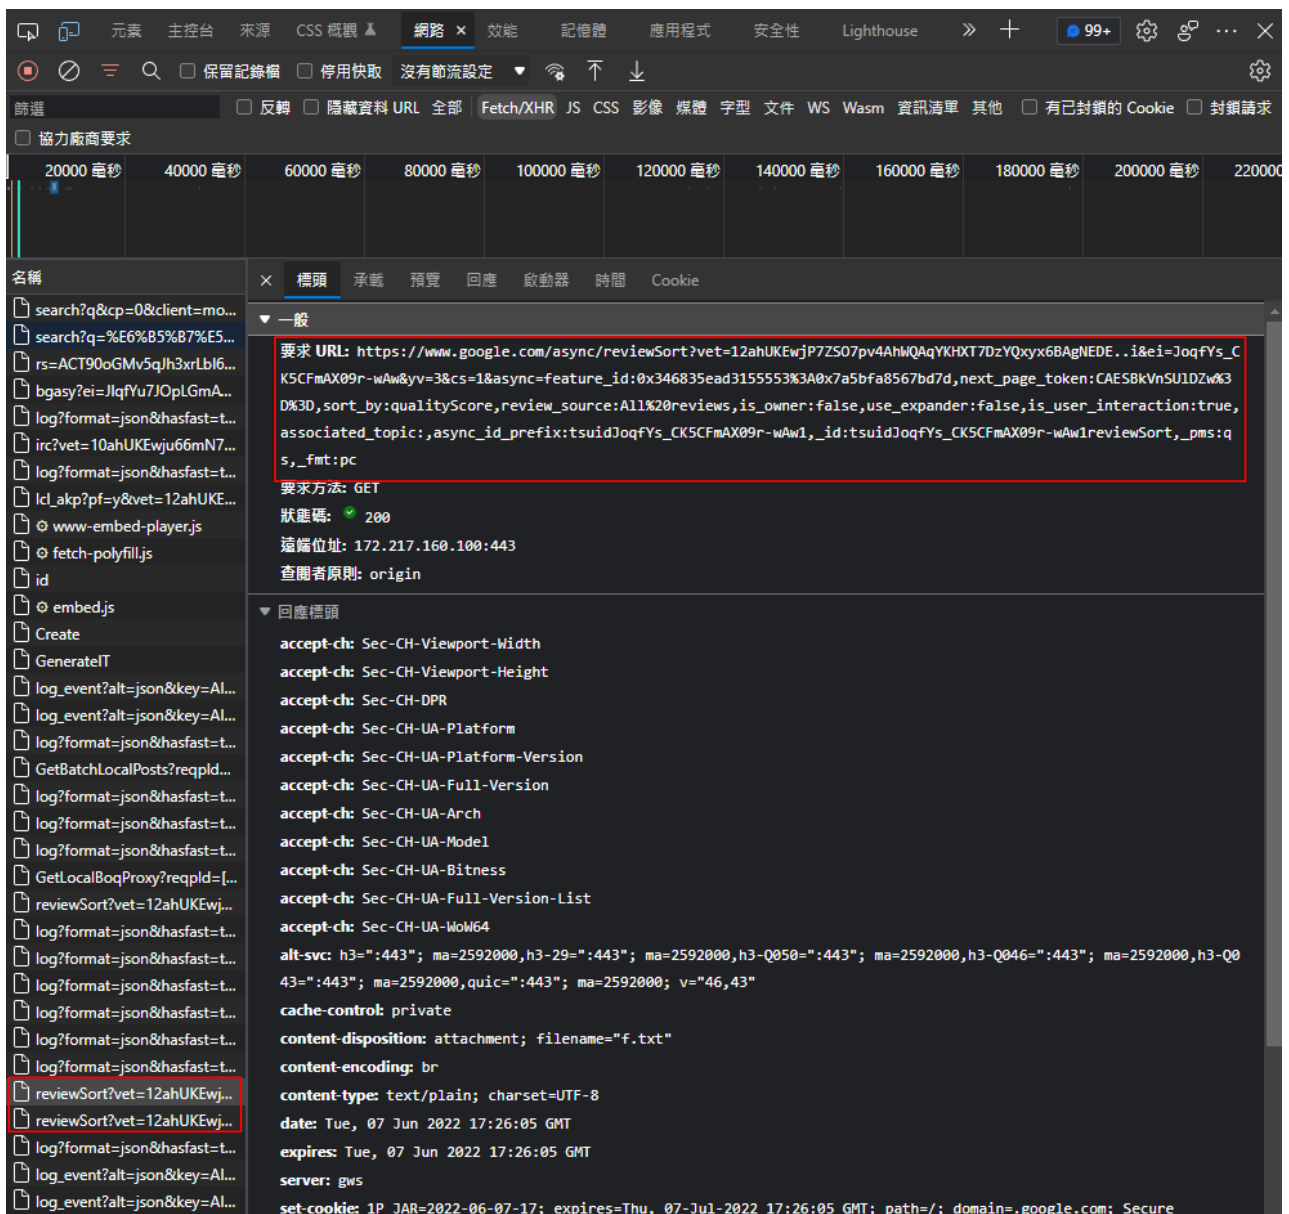 元素 主控台 來源 CSS 概觀 網路 × 效能 記憶體 應用程式 安全性 Lighthouse » + 99+ ··· ×
保留記錄檔 停用快取 沒有節流設定 ▼
篩選 反轉 隱藏資料 URL 全部 Fetch/XHR JS CSS 影像 媒體 字型 文件 WS Wasm 資訊清單 其他 有已封鎖的 Cookie 封鎖請求
協力廠商要求
20000 毫秒 40000 毫秒 60000 毫秒 80000 毫秒 100000 毫秒 120000 毫秒 140000 毫秒 160000 毫秒 180000 毫秒 200000 毫秒 220000
名稱
search?q&cp=0&client=mo...
search?q=%E6%B5%B7%E5...
rs=ACT90oGMv5qJh3xrLbI6...
bgasy?ei=JIqfYu7JOpLGmA...
log?format=json&hasfast=t...
irc?vet=10ahUKEwju66mN7...
log?format=json&hasfast=t...
lcl_akp?pf=y&vet=12ahUKE...
www-embed-player.js
fetch-polyfill.js
id
embed.js
Create
GenerateIT
log_event?alt=json&key=AI...
log_event?alt=json&key=AI...
log?format=json&hasfast=t...
GetBatchLocalPosts?reqpId...
log?format=json&hasfast=t...
log?format=json&hasfast=t...
log?format=json&hasfast=t...
GetLocalBoqProxy?reqpId=[...
reviewSort?vet=12ahUKEwj...
log?format=json&hasfast=t...
log?format=json&hasfast=t...
log?format=json&hasfast=t...
log?format=json&hasfast=t...
log?format=json&hasfast=t...
log?format=json&hasfast=t...
reviewSort?vet=12ahUKEwj...
reviewSort?vet=12ahUKEwj...
log?format=json&hasfast=t...
log_event?alt=json&key=AI...
log_event?alt=json&key=AI...
× 標頭 承載 預覽 回應 啟動器 時間 Cookie
▼ 一般
要求 URL: https://www.google.com/async/reviewSort?vet=12ahUKEwjP7ZSO7pv4AhWQAqYKHXT7DzYQxyx6BAgNEDE..i&ei=JoqfYs_C
K5CFmAX09r-wAw&yv=3&cs=1&async=feature_id:0x346835ead3155553%3A0x7a5bfa8567bd7d,next_page_token:CAESBkVnSUlDZw%3
D%3D,sort_by:qualityScore,review_source:All%20reviews,is_owner:false,use_expander:false,is_user_interaction:true,
associated_topic:,async_id_prefix:tsuidJoqfYs_CK5CFmAX09r-wAw1,_id:tsuidJoqfYs_CK5CFmAX09r-wAw1reviewSort,_pms:q
s,_fmt:pc
要求方法: GET
狀態碼: 200
遠端位址: 172.217.160.100:443
查閱者原則: origin
▼ 回應標頭
accept-ch: Sec-CH-Viewport-Width
accept-ch: Sec-CH-Viewport-Height
accept-ch: Sec-CH-DPR
accept-ch: Sec-CH-UA-Platform
accept-ch: Sec-CH-UA-Platform-Version
accept-ch: Sec-CH-UA-Full-Version
accept-ch: Sec-CH-UA-Arch
accept-ch: Sec-CH-UA-Model
accept-ch: Sec-CH-UA-Bitness
accept-ch: Sec-CH-UA-Full-Version-List
accept-ch: Sec-CH-UA-WoW64
alt-svc: h3=":443"; ma=2592000,h3-29=":443"; ma=2592000,h3-Q050=":443"; ma=2592000,h3-Q046=":443"; ma=2592000,h3-Q0
43=":443"; ma=2592000,quic=":443"; ma=2592000; v="46,43"
cache-control: private
content-disposition: attachment; filename="f.txt"
content-encoding: br
content-type: text/plain; charset=UTF-8
date: Tue, 07 Jun 2022 17:26:05 GMT
expires: Tue, 07 Jun 2022 17:26:05 GMT
server: gws
set-cookie: 1P_JAR=2022-06-07-17; expires=Thu, 07-Jul-2022 17:26:05 GMT; path=/; domain=.google.com; Secure